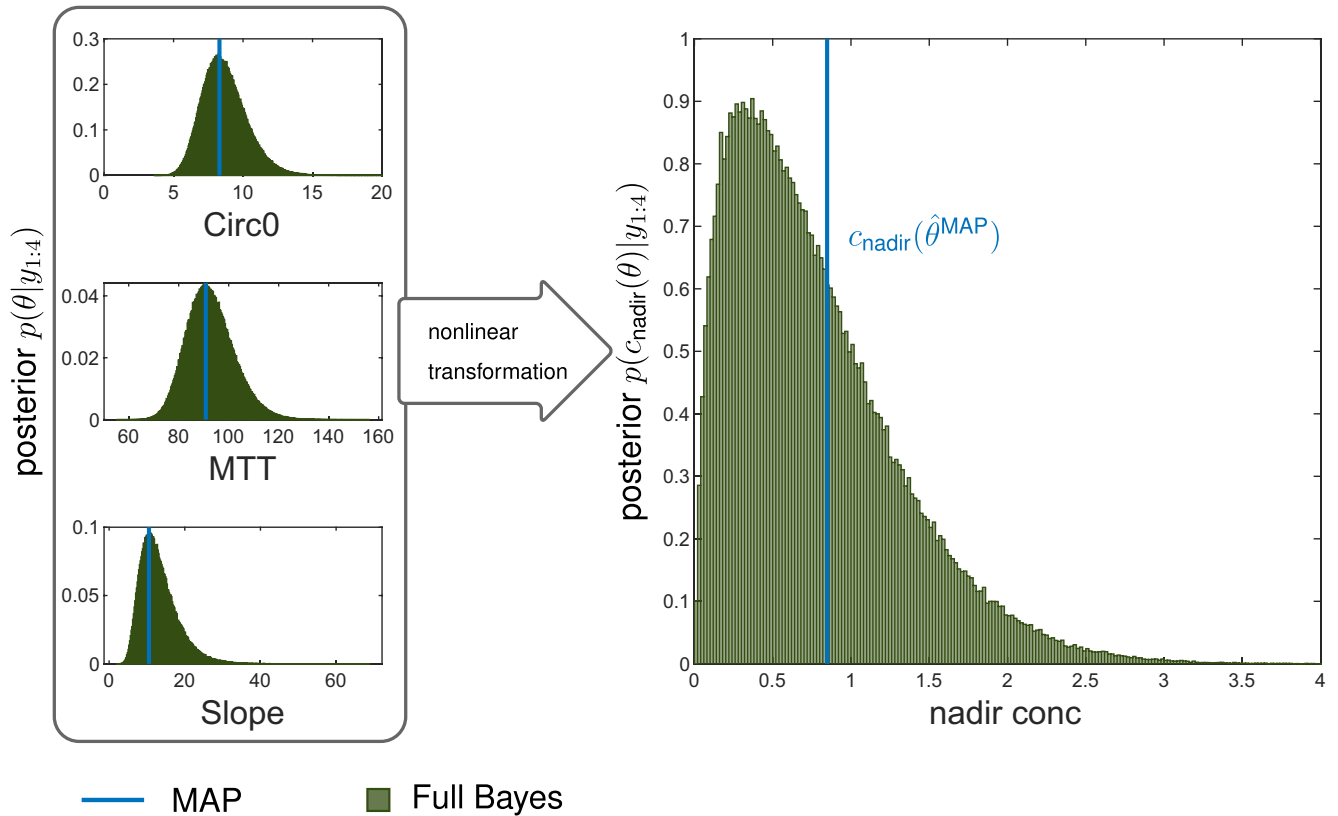 posterior p(θ|y1:4)
0.3
0.2
0.1
0
0 5 10 15 20
Circ0
0.04
0.02
0
60 80 100 120 140 160
MTT
0.1
0.05
0
0 20 40 60
Slope
nonlinear
transformation
posterior p(c_nadir(θ)|y1:4)
1
0.9
0.8
0.7
0.6
0.5
0.4
0.3
0.2
0.1
0
c_nadir(θ̂^MAP)
0 0.5 1 1.5 2 2.5 3 3.5 4
nadir conc
MAP Full Bayes